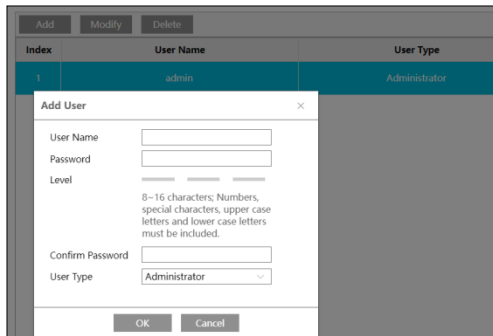 Add Modify Delete
Index User Name User Type
1 admin Administrator
Add User
User Name
Password
Level
8~16 characters; Numbers,
special characters, upper case
letters and lower case letters
must be included.
Confirm Password
User Type Administrator
OK Cancel